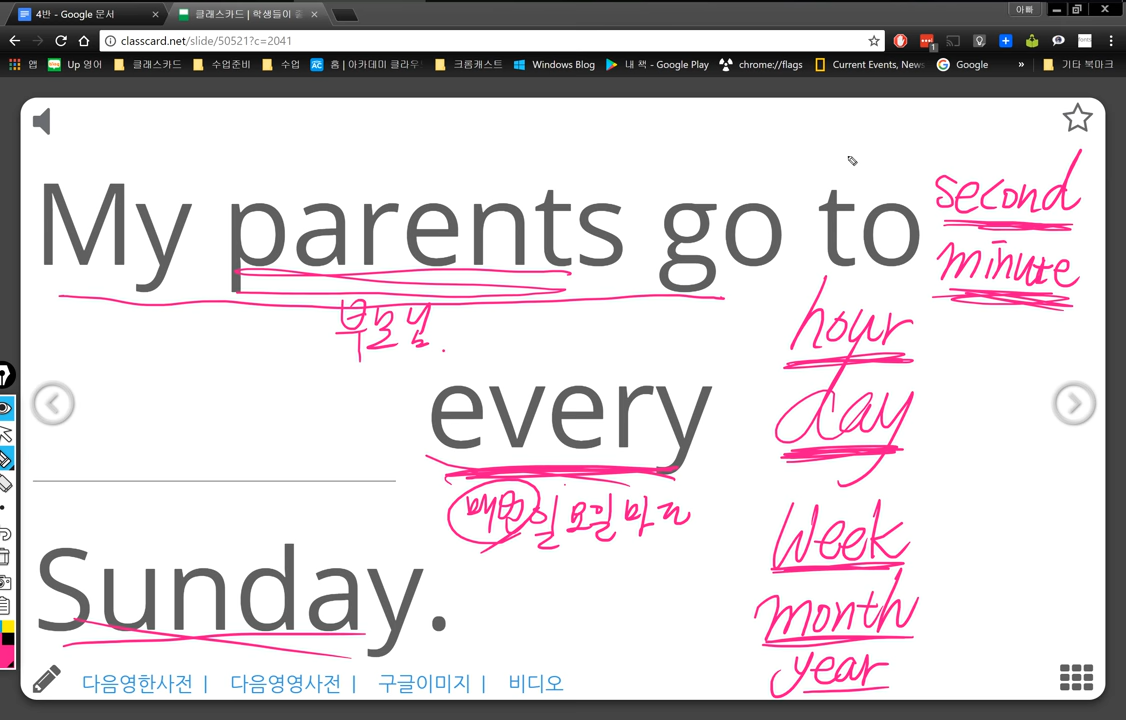 4반 - Google 문서
클래스카드 | 학생들이 즐
아빠
classcard.net/slide/50521?c=2041
앱 Up 영어 클래스카드 수업준비 수업 홈 | 아카데미 클라우 크롬캐스트 Windows Blog 내 책 - Google Play chrome://flags Current Events, News Google » 기타 북마크
My parents go to
second
minute
부모님.
hour
every
day
매번 일요일 마다
week
Sunday.
month
year
다음영한사전 | 다음영영사전 | 구글이미지 | 비디오